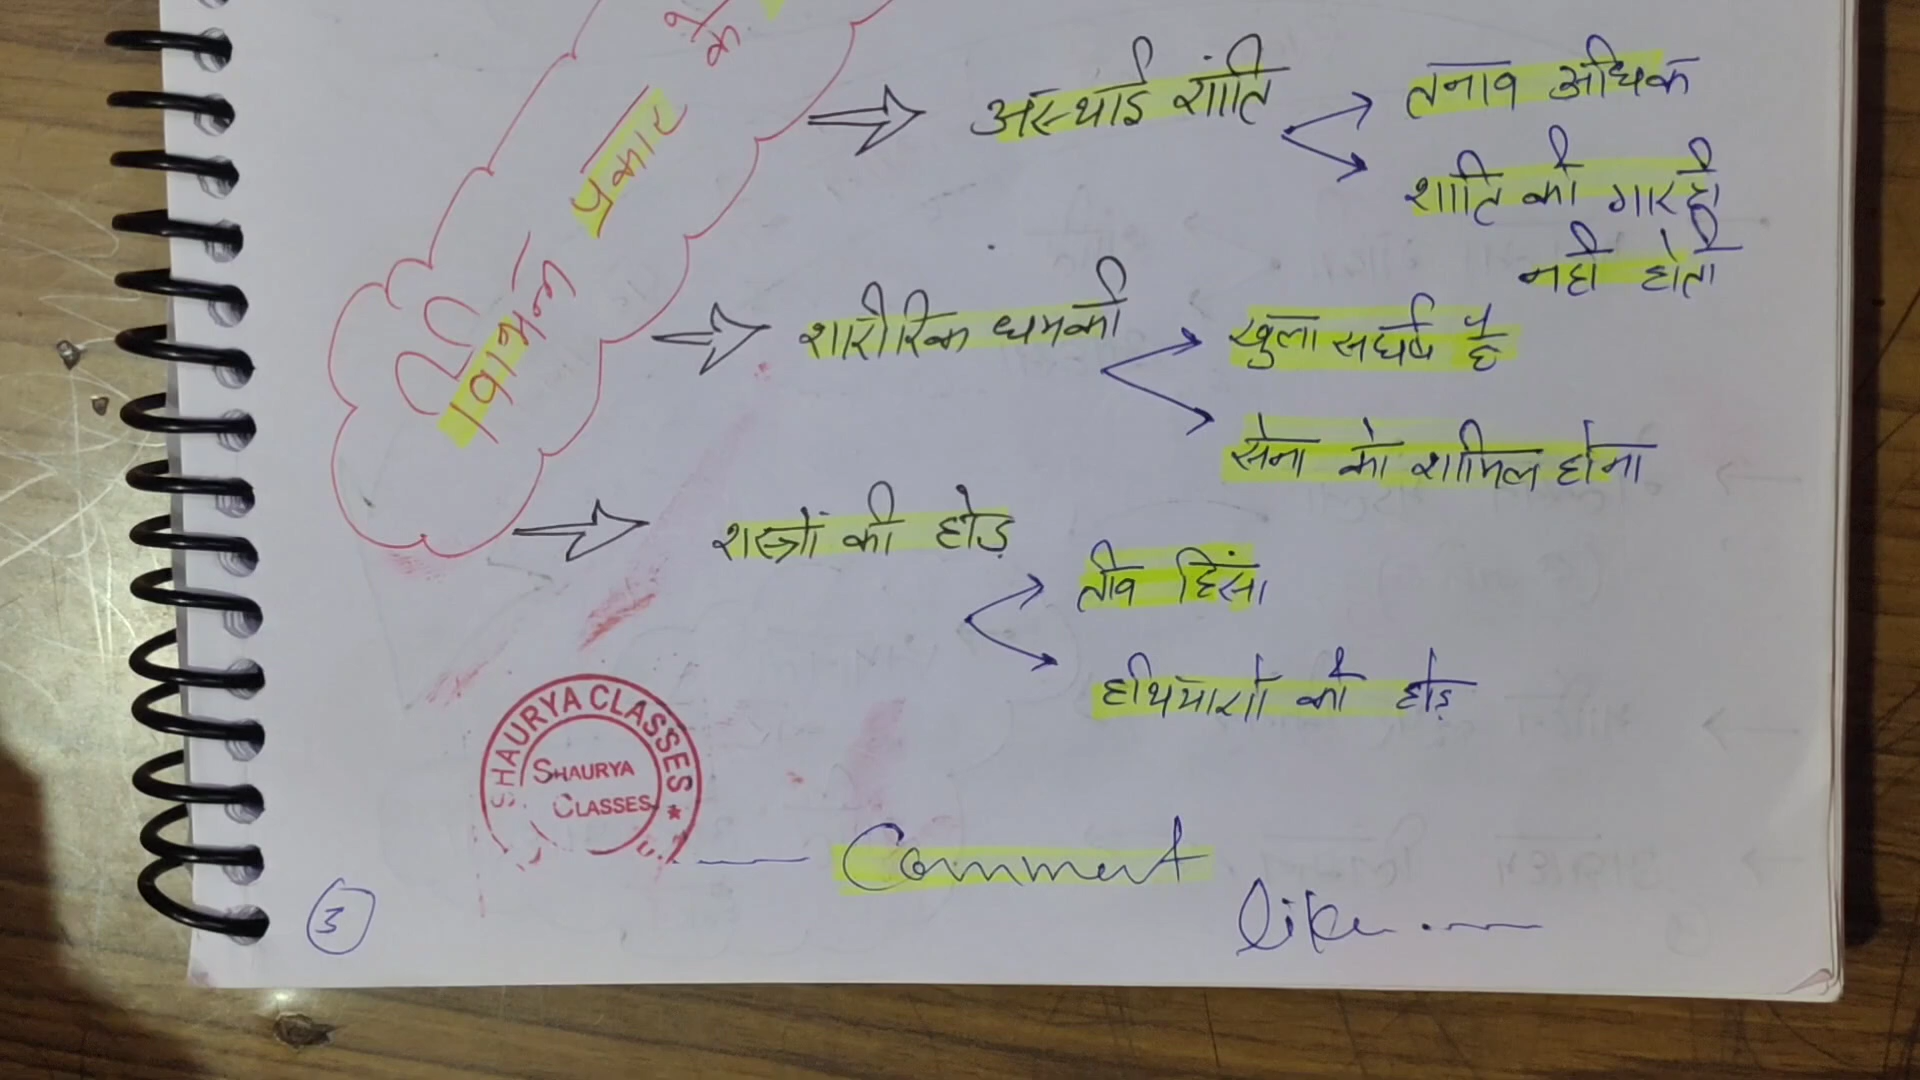 विभिन्न प्रकार के
अस्थाई शांति
तनाव अधिक
शांति की गारंटी
नही होती
शारीरिक धमकी
खुला संघर्ष है
सेना को शामिल होना
शस्त्रों की होड़
तीव्र हिंसा
हथियारों की होड़
SHAURYA CLASSES
SHAURYA
CLASSES
Comment
like
3